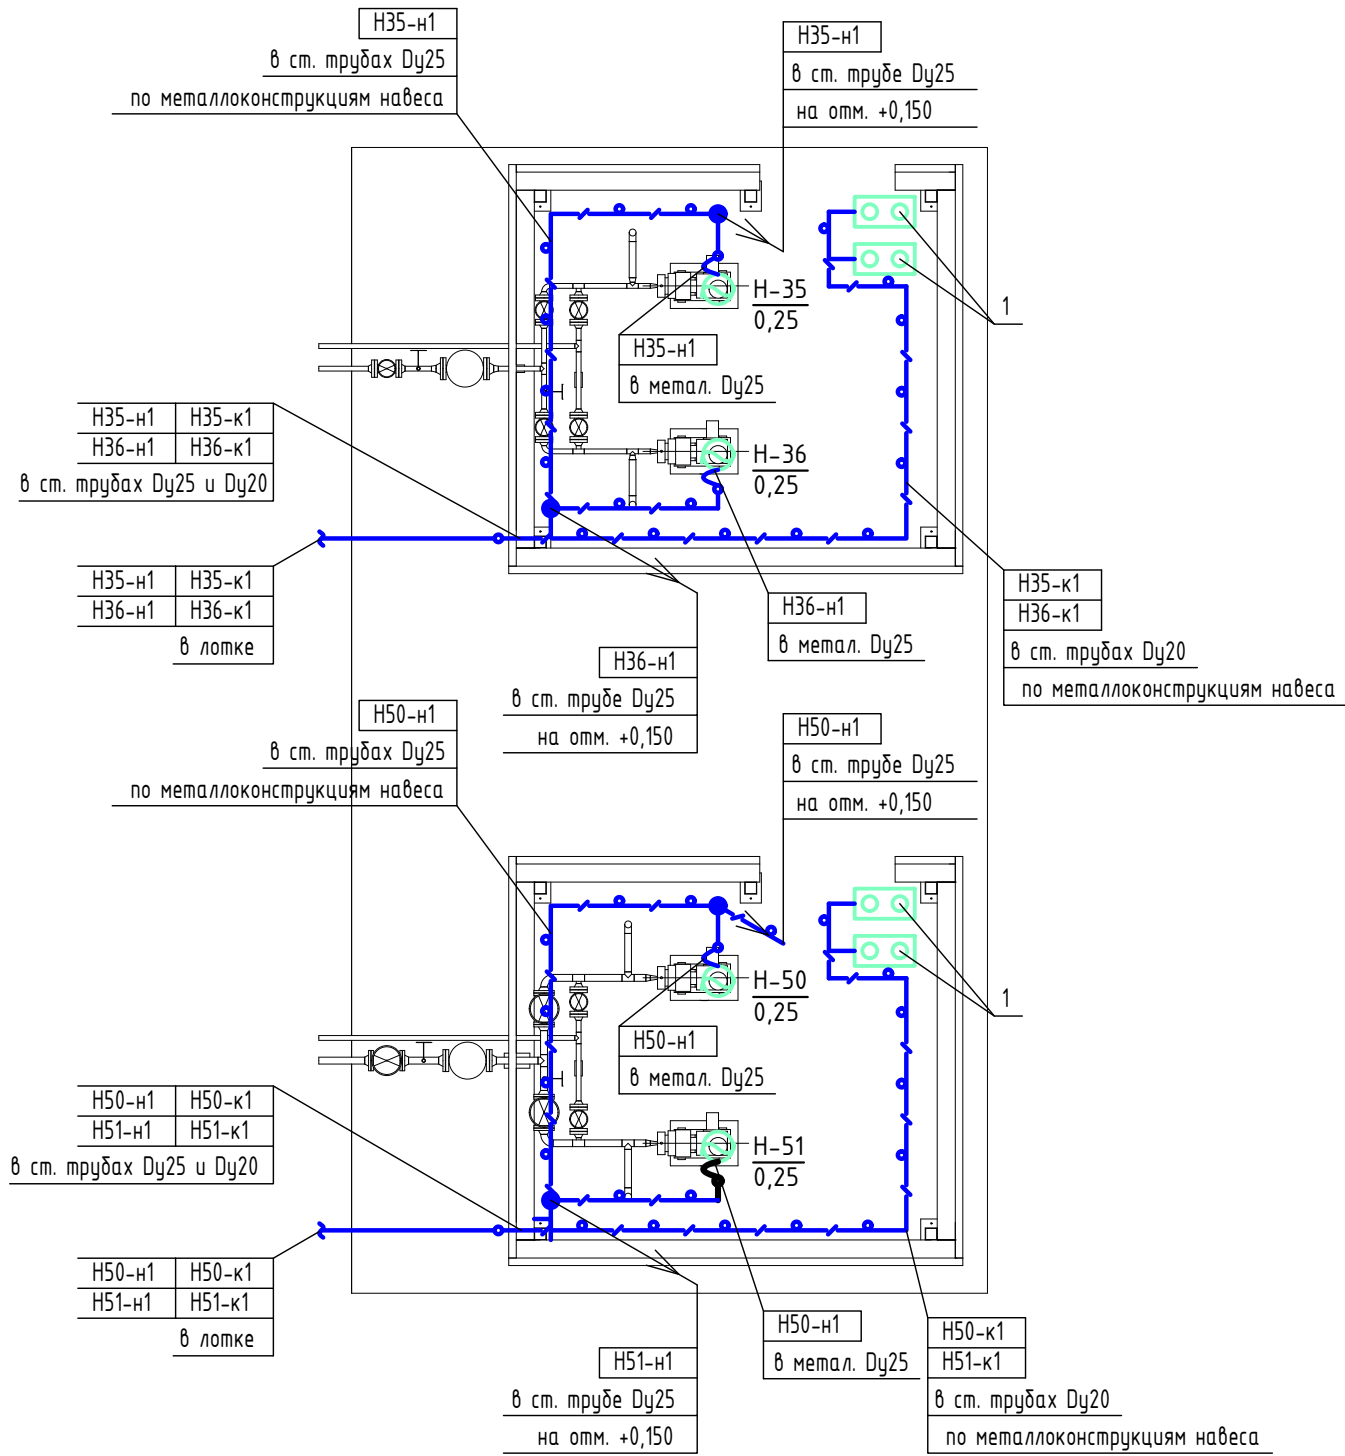 Н35-н1
в ст. трубах Dy25
по металлоконструкциям навеса
Н35-н1
в ст. трубе Dy25
на отм. +0,150
Н-35
0,25
1
Н35-н1
в метал. Dy25
Н35-н1 Н35-к1
Н36-н1 Н36-к1
в ст. трубах Dy25 и Dy20
Н-36
0,25
Н35-н1 Н35-к1
Н36-н1 Н36-к1
в лотке
Н36-н1
в метал. Dy25
Н35-к1
Н36-к1
в ст. трубах Dy20
по металлоконструкциям навеса
Н36-н1
в ст. трубе Dy25
на отм. +0,150
Н50-н1
в ст. трубах Dy25
по металлоконструкциям навеса
Н50-н1
в ст. трубе Dy25
на отм. +0,150
Н-50
0,25
1
Н50-н1
в метал. Dy25
Н50-н1 Н50-к1
Н51-н1 Н51-к1
в ст. трубах Dy25 и Dy20
Н-51
0,25
Н50-н1 Н50-к1
Н51-н1 Н51-к1
в лотке
Н51-н1
в ст. трубе Dy25
на отм. +0,150
Н50-н1
в метал. Dy25
Н50-к1
Н51-к1
в ст. трубах Dy20
по металлоконструкциям навеса